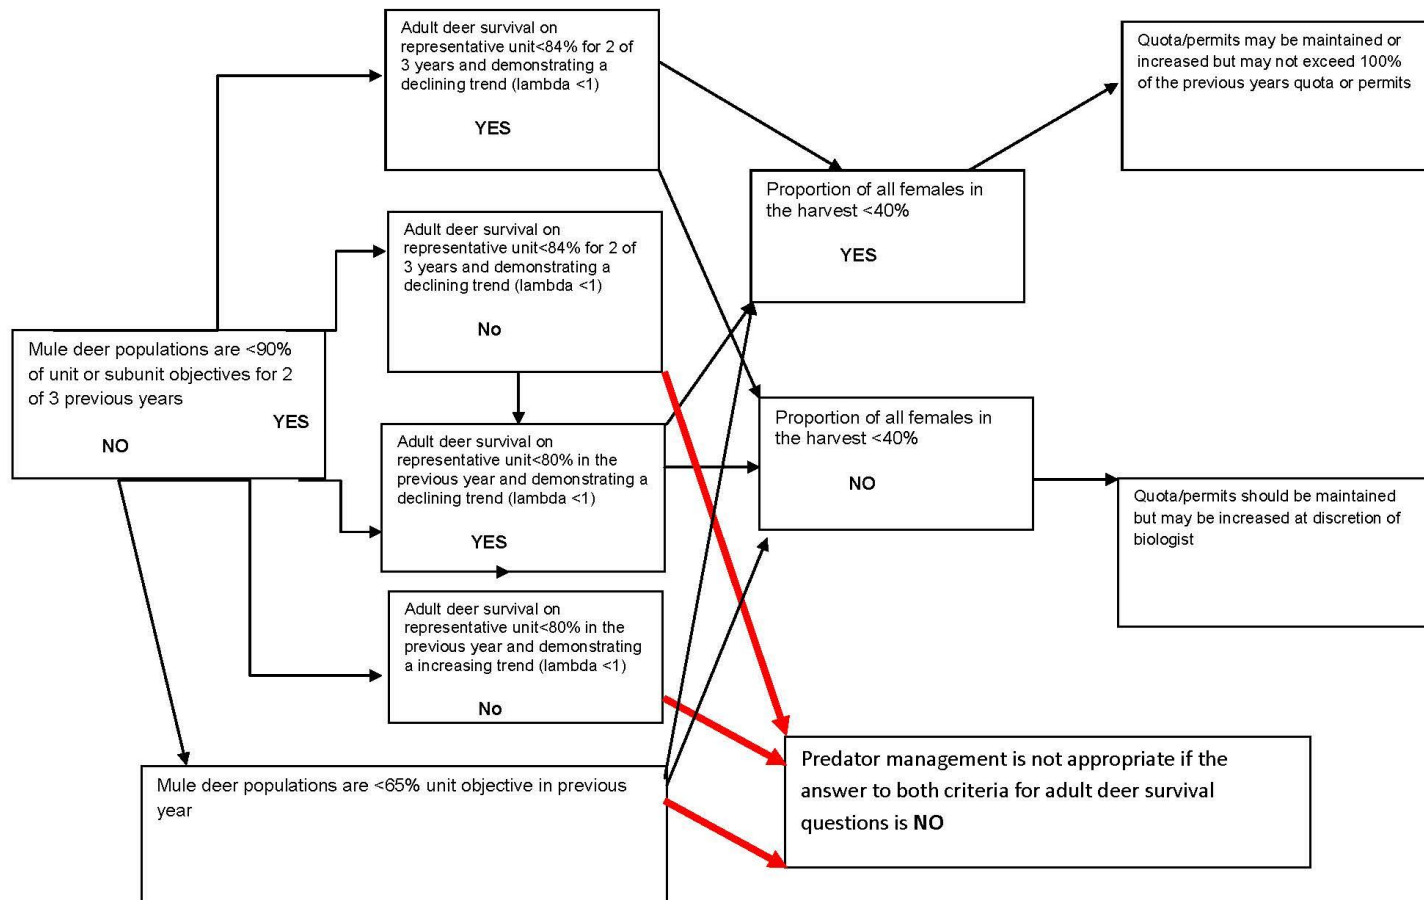 Adult deer survival on
representative unit<84% for 2 of
3 years and demonstrating a
declining trend (lambda <1)
YES
Quota/permits may be maintained or
increased but may not exceed 100%
of the previous years quota or permits
Proportion of all females in
the harvest <40%
YES
Adult deer survival on
representative unit<84% for 2 of
3 years and demonstrating a
declining trend (lambda <1)
No
Mule deer populations are <90%
of unit or subunit objectives for 2
of 3 previous years
YES
NO
Adult deer survival on
representative unit<80% in the
previous year and demonstrating a
declining trend (lambda <1)
YES
Proportion of all females in
the harvest <40%
NO
Quota/permits should be maintained
but may be increased at discretion of
biologist
Adult deer survival on
representative unit<80% in the
previous year and demonstrating
a increasing trend (lambda <1)
No
Mule deer populations are <65% unit objective in previous
year
Predator management is not appropriate if the
answer to both criteria for adult deer survival
questions is NO